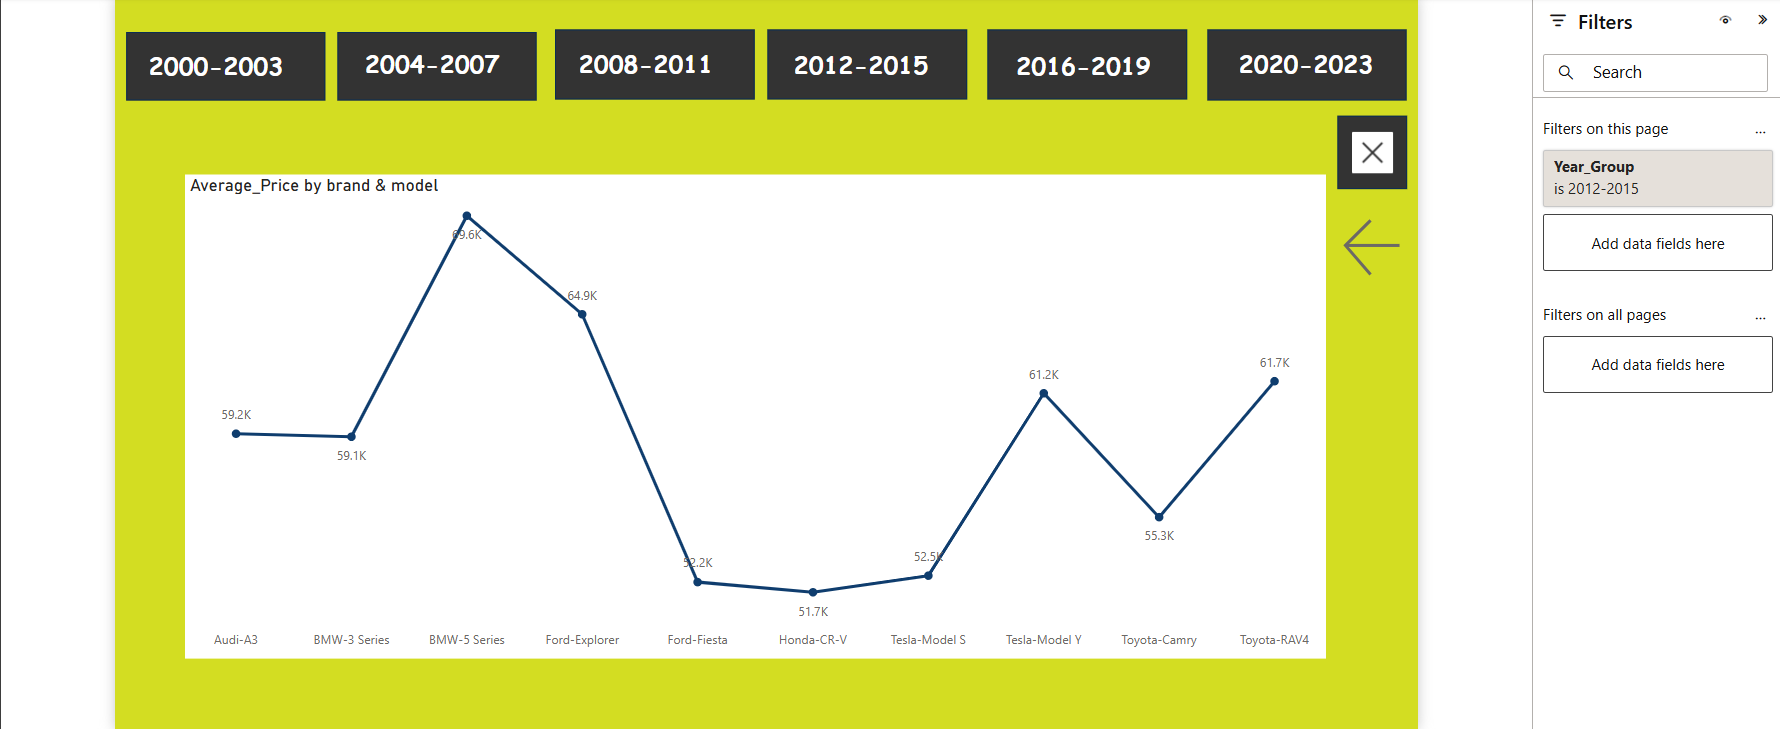 2000-2003
2004-2007
2008-2011
2012-2015
2016-2019
2020-2023
Average_Price by brand & model
69.6K
64.9K
61.7K
61.2K
59.2K
59.1K
55.3K
52.5K
52.2K
51.7K
Audi-A3
BMW-3 Series
BMW-5 Series
Ford-Explorer
Ford-Fiesta
Honda-CR-V
Tesla-Model S
Tesla-Model Y
Toyota-Camry
Toyota-RAV4
Filters
Search
Filters on this page
...
Year_Group
is 2012-2015
Add data fields here
Filters on all pages
...
Add data fields here